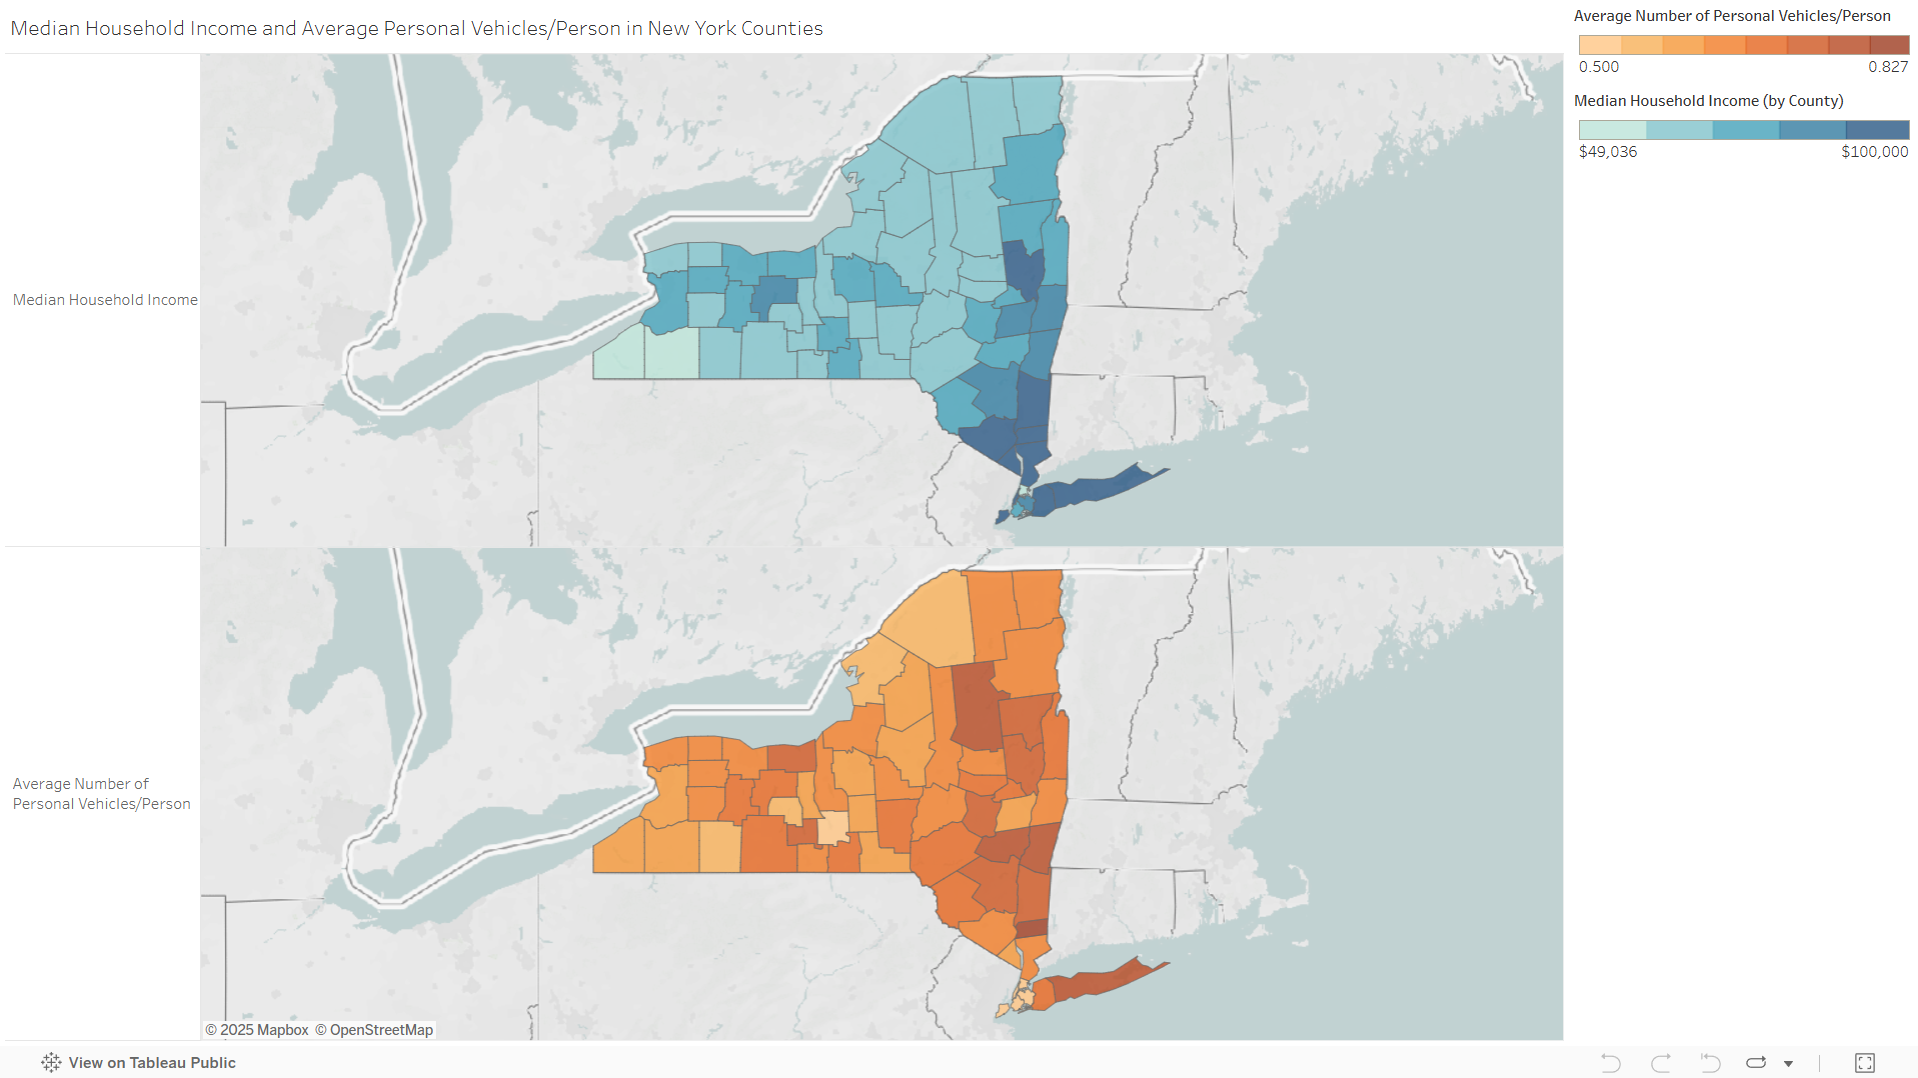 Median Household Income and Average Personal Vehicles/Person in New York Counties
Average Number of Personal Vehicles/Person
0.500 0.827
Median Household Income (by County)
$49,036 $100,000
Median Household Income
Average Number of
Personal Vehicles/Person
© 2025 Mapbox © OpenStreetMap
View on Tableau Public